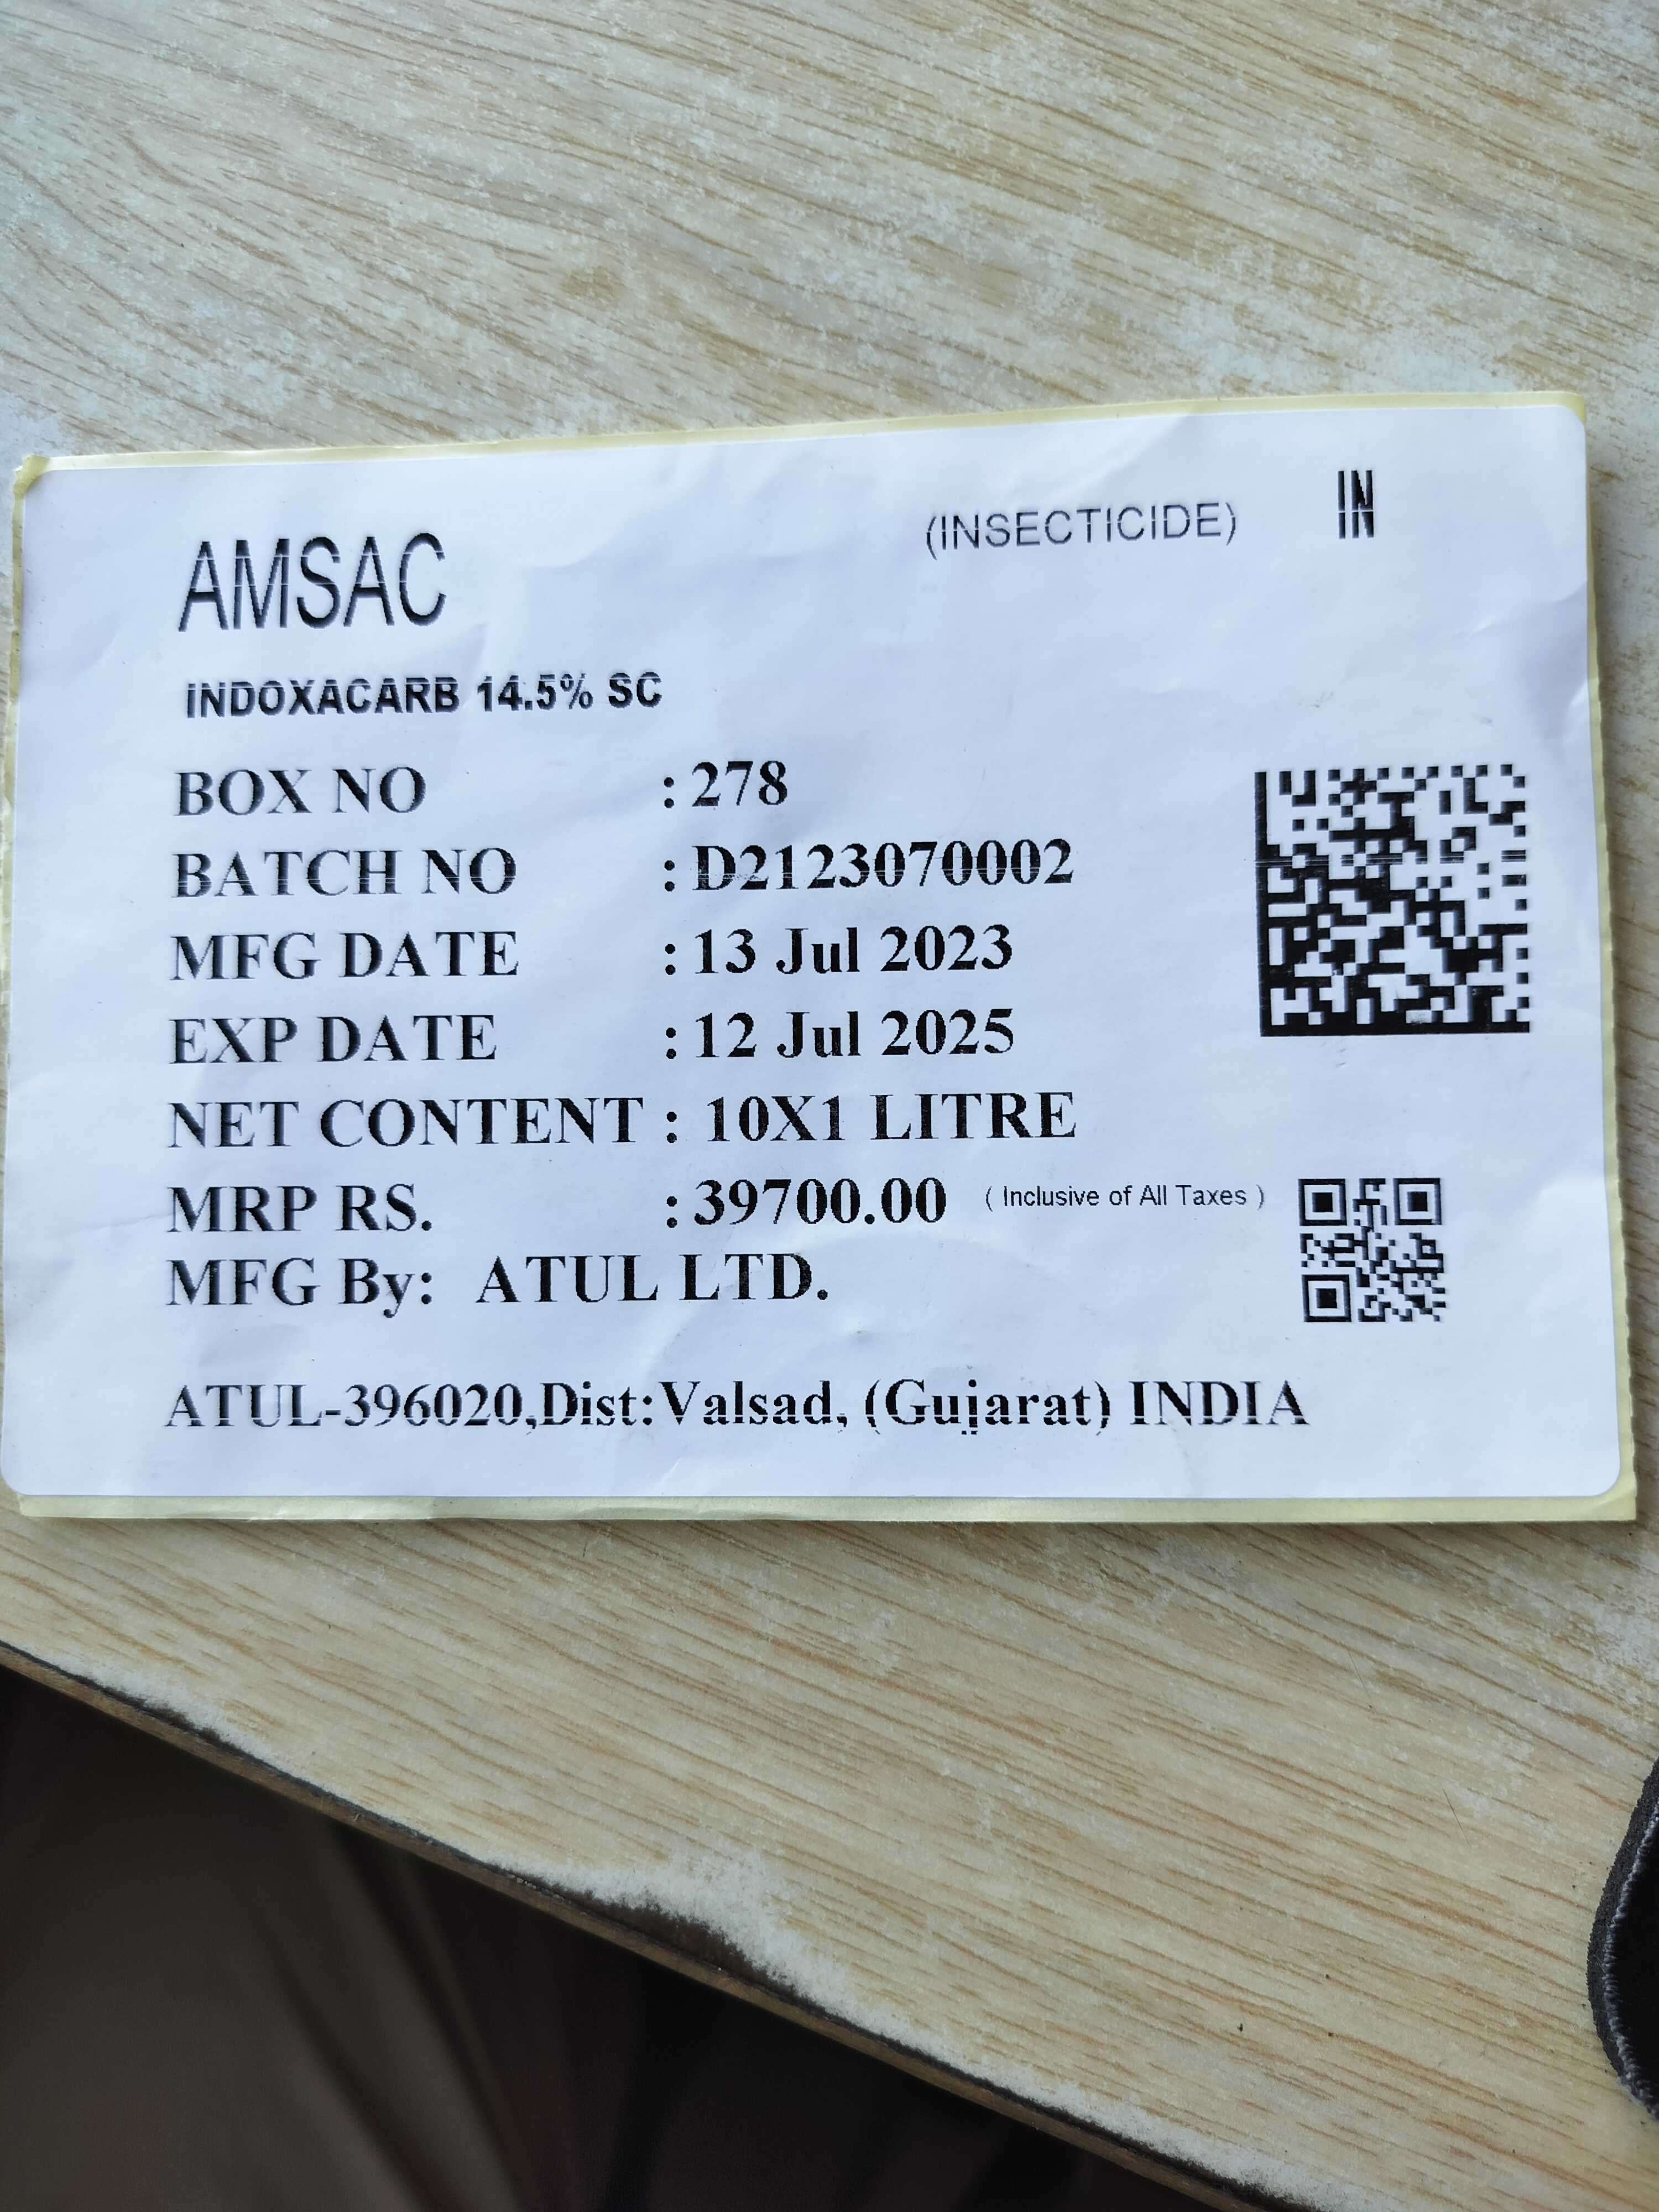 AMSAC (INSECTICIDE) IN
INDOXACARB 14.5% SC
BOX NO : 278
BATCH NO : D2123070002
MFG DATE : 13 Jul 2023
EXP DATE : 12 Jul 2025
NET CONTENT : 10X1 LITRE
MRP RS. : 39700.00 ( Inclusive of All Taxes )
MFG By: ATUL LTD.
ATUL-396020,Dist:Valsad, (Gujarat) INDIA